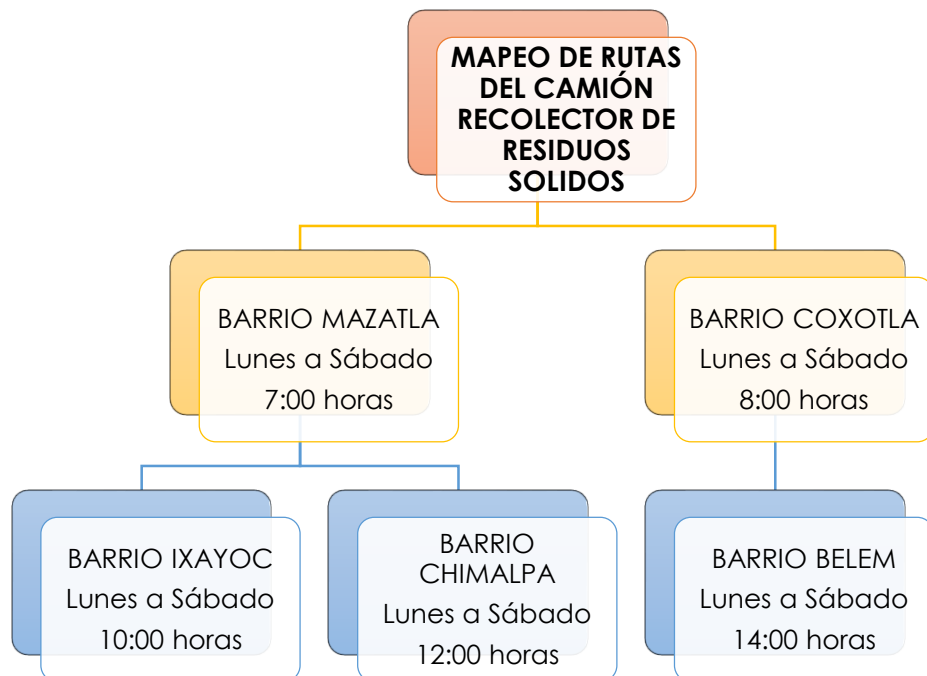 MAPEO DE RUTAS
DEL CAMIÓN
RECOLECTOR DE
RESIDUOS
SOLIDOS
BARRIO MAZATLA
Lunes a Sábado
7:00 horas
BARRIO COXOTLA
Lunes a Sábado
8:00 horas
BARRIO IXAYOC
Lunes a Sábado
10:00 horas
BARRIO
CHIMALPA
Lunes a Sábado
12:00 horas
BARRIO BELEM
Lunes a Sábado
14:00 horas